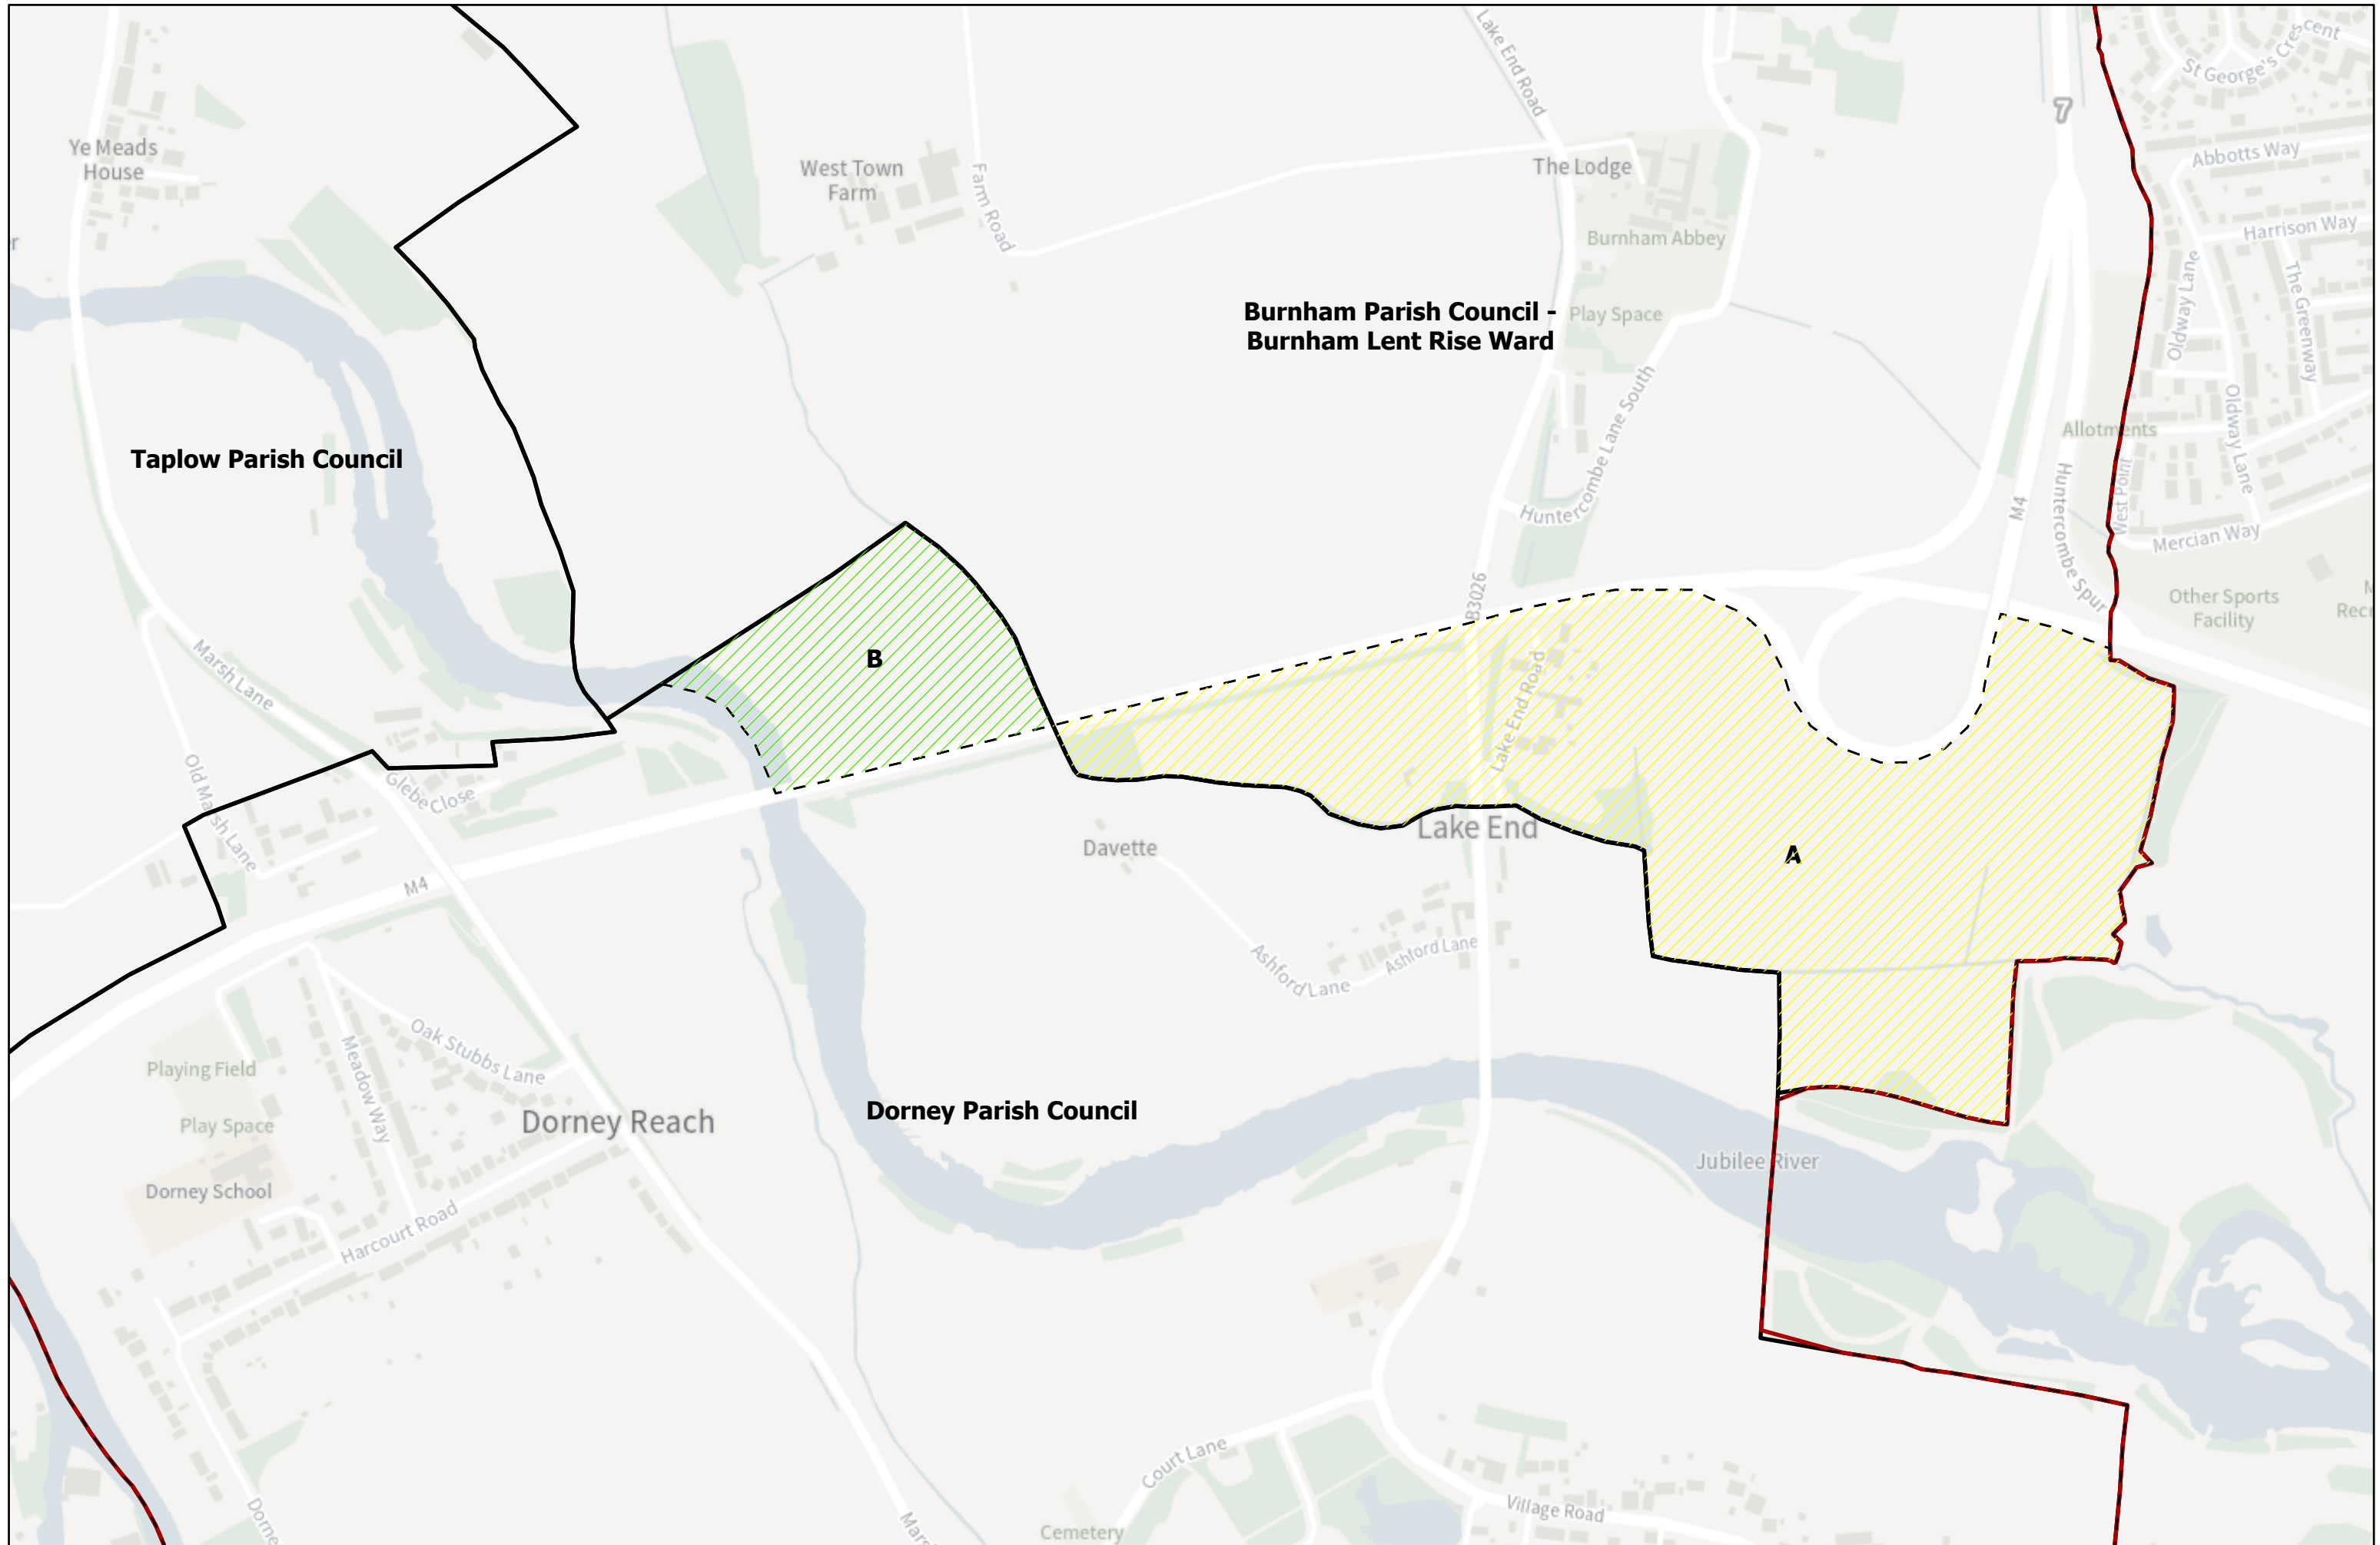 Lake End Road
St George's Crescent
7
Ye Meads
House
West Town
Farm
Farm Road
The Lodge
Abbotts Way
Harrison Way
Burnham Abbey
Oldway Lane
The Greenway
Burnham Parish Council -
Burnham Lent Rise Ward
Play Space
Huntercombe Lane South
Allotments
Oldway Lane
Taplow Parish Council
West Point
M4
Huntercombe Spur
Mercian Way
B3026
Other Sports
Facility
B
Marsh Lane
Lake End Road
Old Marsh Lane
Glebe Close
Lake End
Davette
A
M4
Ashford Lane
Ashford Lane
Oak Stubbs Lane
Meadow Way
Playing Field
Play Space
Dorney Reach
Dorney Parish Council
Jubilee River
Dorney School
Harcourt Road
Court Lane
Village Road
Cemetery